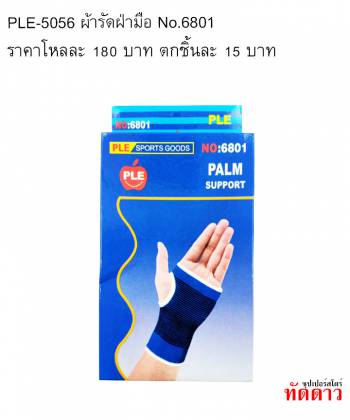 PLE-5056 ผ้ารัดฝ่ามือ No.6801
ราคาโหลละ 180 บาท ตกชิ้นละ 15 บาท
NO:6801 PLE
PLE SPORTS GOODS NO:6801
PLE
PALM
SUPPORT
ซุปเปอร์สโตร์
ทัดดาว